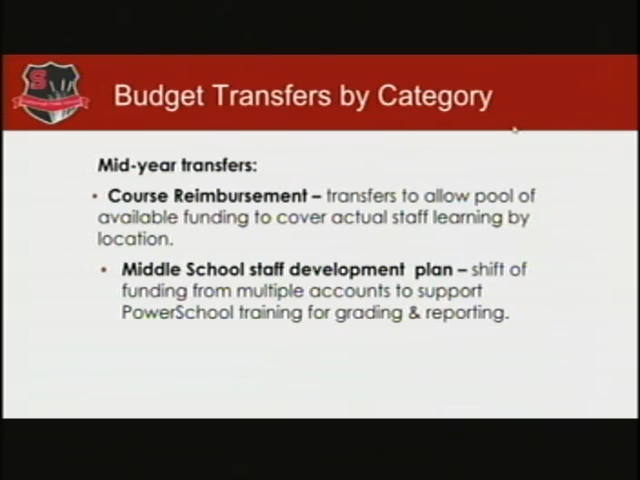 S
Budget Transfers by Category
Mid-year transfers:
• Course Reimbursement – transfers to allow pool of
available funding to cover actual staff learning by
location.
• Middle School staff development plan – shift of
funding from multiple accounts to support
PowerSchool training for grading & reporting.